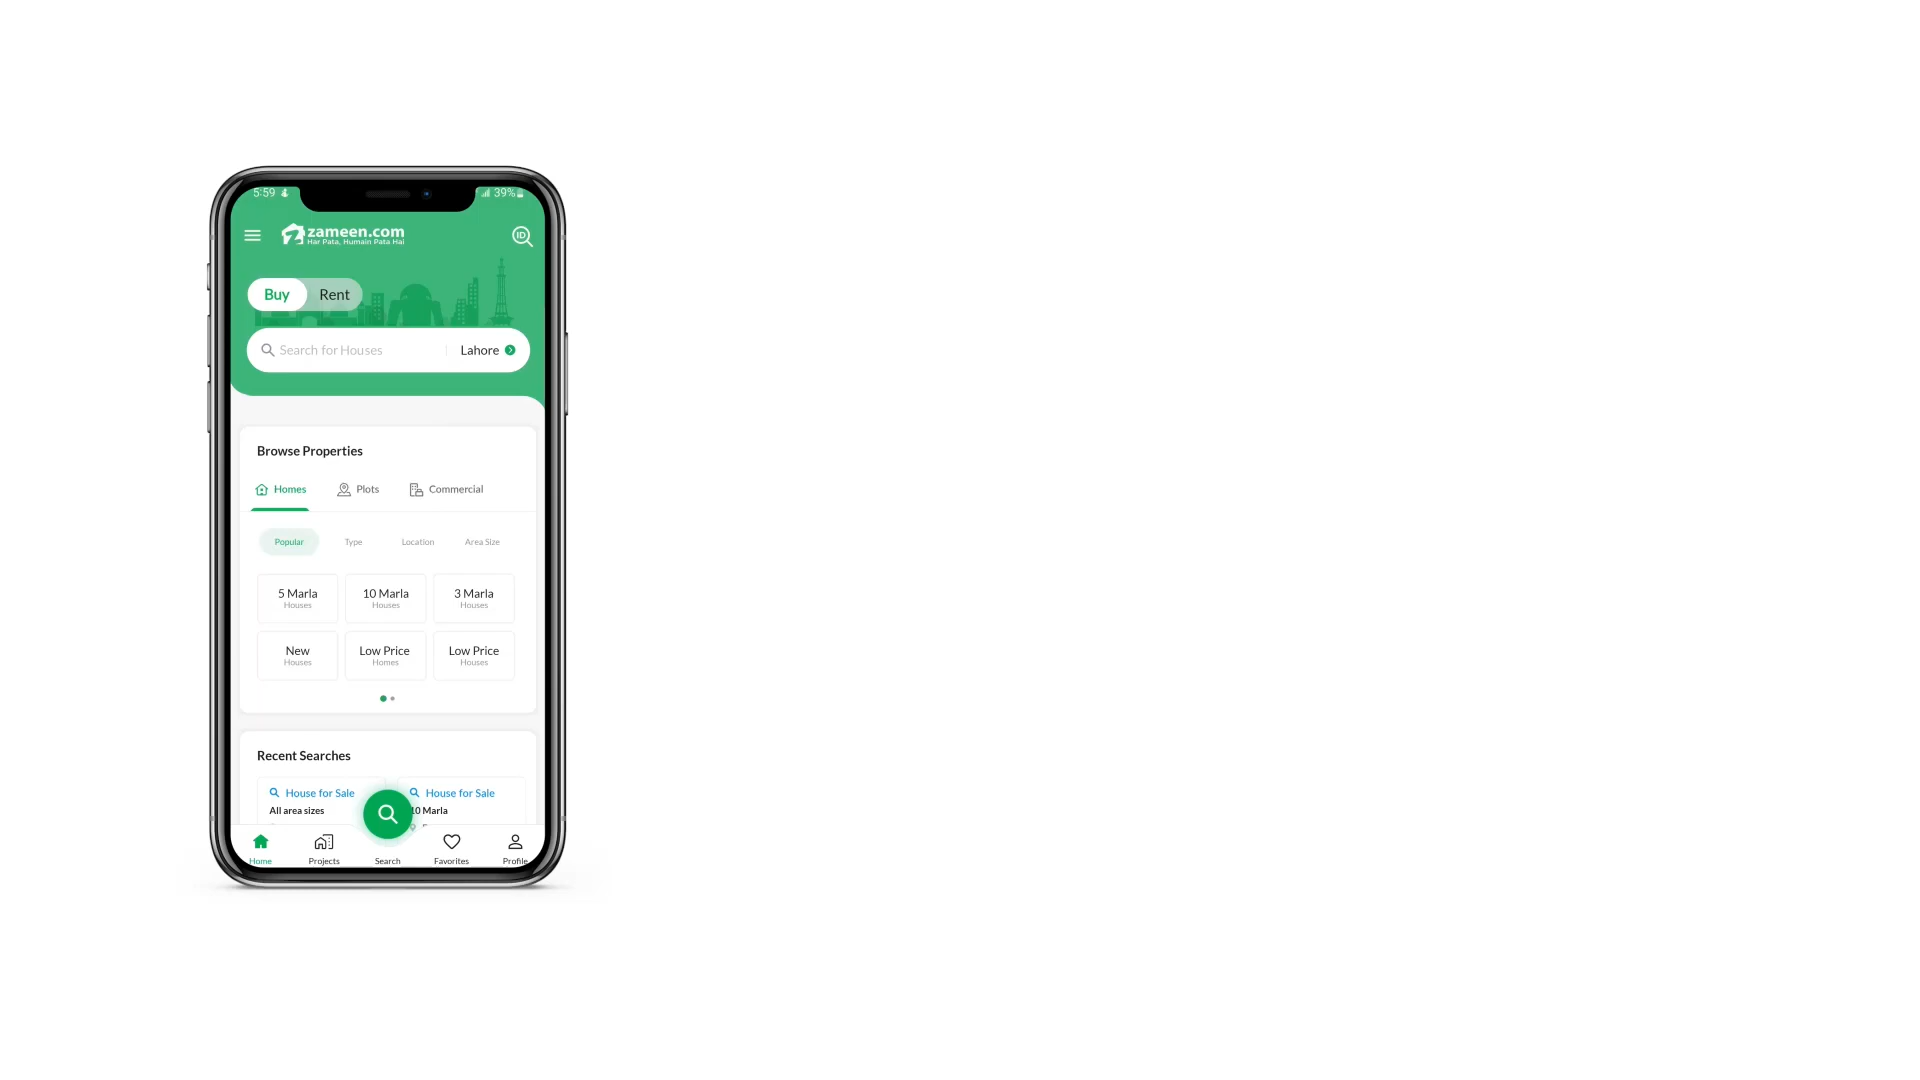 5:59
39%
zameen.com
Har Pata, Humain Pata Hai
ID
Buy Rent
Search for Houses Lahore
Browse Properties
Homes Plots Commercial
Popular Type Location Area Size
5 Marla 10 Marla 3 Marla
Houses Houses Houses
New Low Price Low Price
Houses Homes Houses
Recent Searches
House for Sale House for Sale
All area sizes 10 Marla
Home Projects Search Favorites Profile